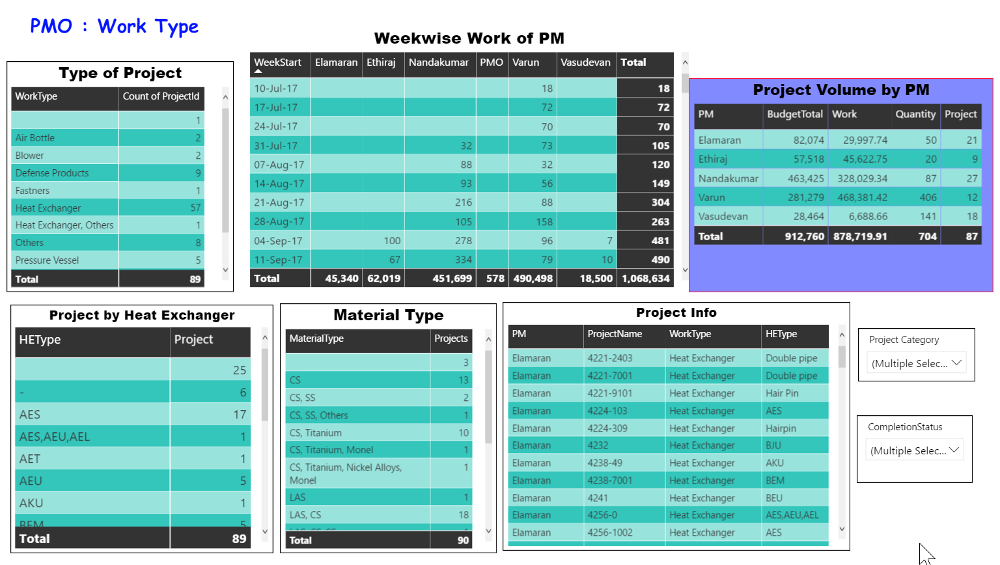 PMO : Work Type
Type of Project
WorkType Count of ProjectId
1
Air Bottle 2
Blower 2
Defense Products 9
Fastners 1
Heat Exchanger 57
Heat Exchanger, Others 1
Others 8
Pressure Vessel 5
Total 89
Weekwise Work of PM
WeekStart Elamaran Ethiraj Nandakumar PMO Varun Vasudevan Total
10-Jul-17 18 18
17-Jul-17 72 72
24-Jul-17 70 70
31-Jul-17 32 73 105
07-Aug-17 88 32 120
14-Aug-17 93 56 149
21-Aug-17 216 88 304
28-Aug-17 105 158 263
04-Sep-17 100 278 96 7 481
11-Sep-17 67 334 79 10 490
Total 45,340 62,019 451,699 578 490,498 18,500 1,068,634
Project Volume by PM
PM BudgetTotal Work Quantity Project
Elamaran 82,074 29,997.74 50 21
Ethiraj 57,518 45,622.75 20 9
Nandakumar 463,425 328,029.34 87 27
Varun 281,279 468,381.42 406 12
Vasudevan 28,464 6,688.66 141 18
Total 912,760 878,719.91 704 87
Project by Heat Exchanger
HEType Project
25
- 6
AES 17
AES,AEU,AEL 1
AET 1
AEU 5
AKU 1
BEM 5
Total 89
Material Type
MaterialType Projects
3
CS 13
CS, SS 2
CS, SS, Others 1
CS, Titanium 10
CS, Titanium, Monel 1
CS, Titanium, Nickel Alloys, 1
Monel
LAS 1
LAS, CS 18
Total 90
Project Info
PM ProjectName WorkType HEType
Elamaran 4221-2403 Heat Exchanger Double pipe
Elamaran 4221-7001 Heat Exchanger Double pipe
Elamaran 4221-9101 Heat Exchanger Hair Pin
Elamaran 4224-103 Heat Exchanger AES
Elamaran 4224-309 Heat Exchanger Hairpin
Elamaran 4232 Heat Exchanger BJU
Elamaran 4238-49 Heat Exchanger AKU
Elamaran 4238-7001 Heat Exchanger BEM
Elamaran 4241 Heat Exchanger BEU
Elamaran 4256-0 Heat Exchanger AES,AEU,AEL
Elamaran 4256-1002 Heat Exchanger AES
Project Category
(Multiple Selec...
CompletionStatus
(Multiple Selec...